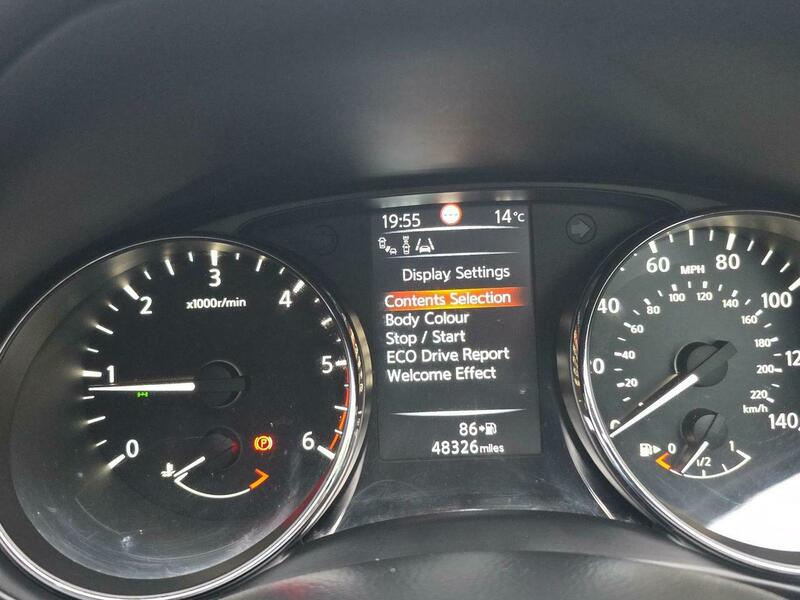 19:55 14°C
Display Settings
Contents Selection
Body Colour
Stop / Start
ECO Drive Report
Welcome Effect
86
48326 miles
0
1
2
3
4
5
6
x1000r/min
0
40
60
80
100
140
MPH
20
40
60
80
100
120
140
160
180
200
220
km/h
0
1/2
1